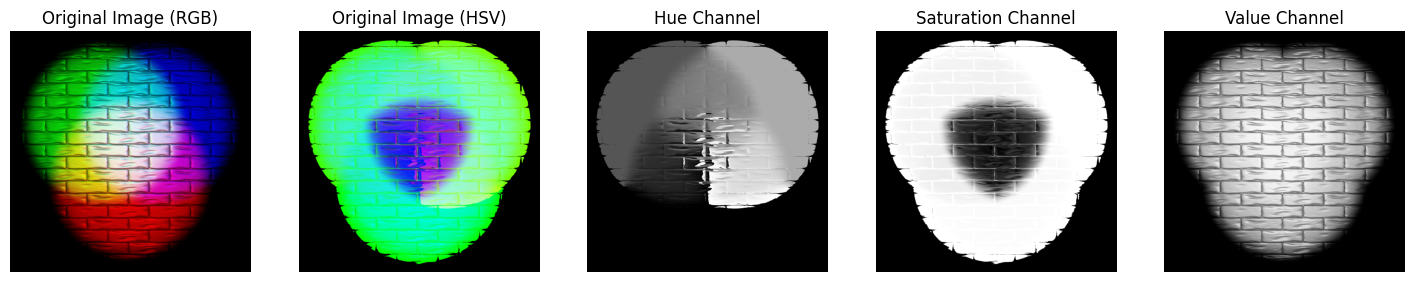 Original Image (RGB)
Original Image (HSV)
Hue Channel
Saturation Channel
Value Channel